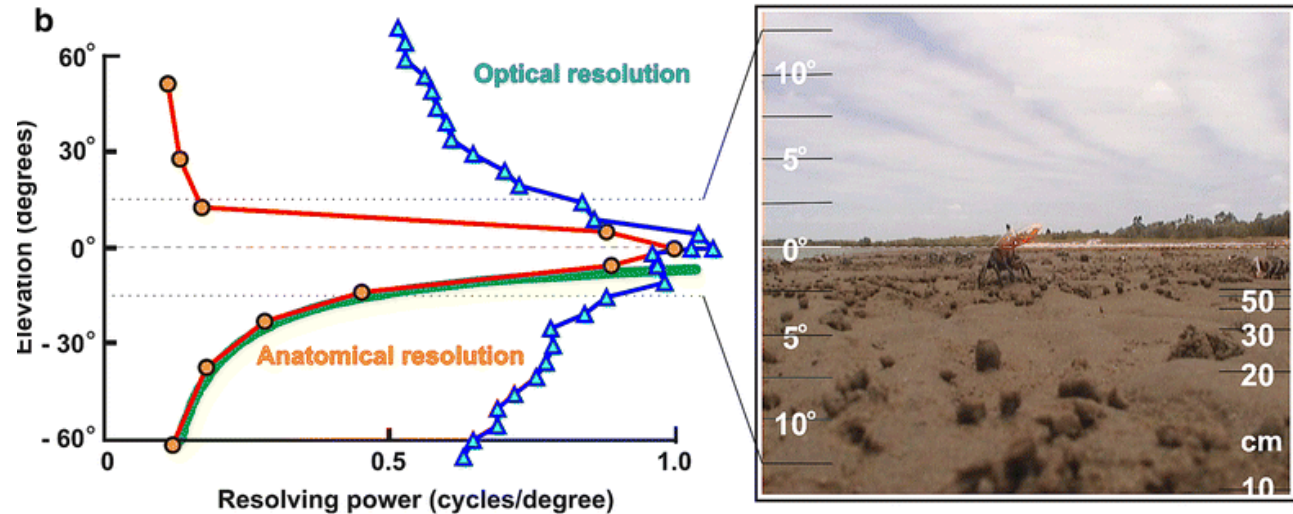 b
60°
30°
0°
- 30°
- 60°
Elevation (degrees)
Optical resolution
Anatomical resolution
0
0.5
1.0
Resolving power (cycles/degree)
10°
5°
0°
5°
10°
50
30
20
cm
10